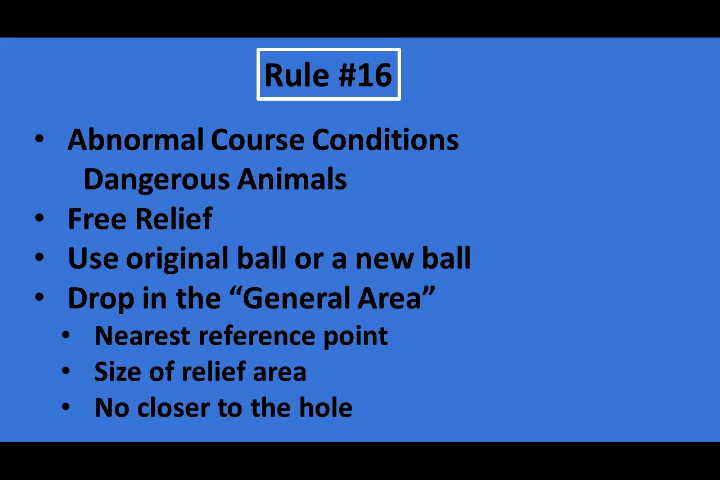 Rule #16
• Abnormal Course Conditions
Dangerous Animals
• Free Relief
• Use original ball or a new ball
• Drop in the “General Area”
• Nearest reference point
• Size of relief area
• No closer to the hole